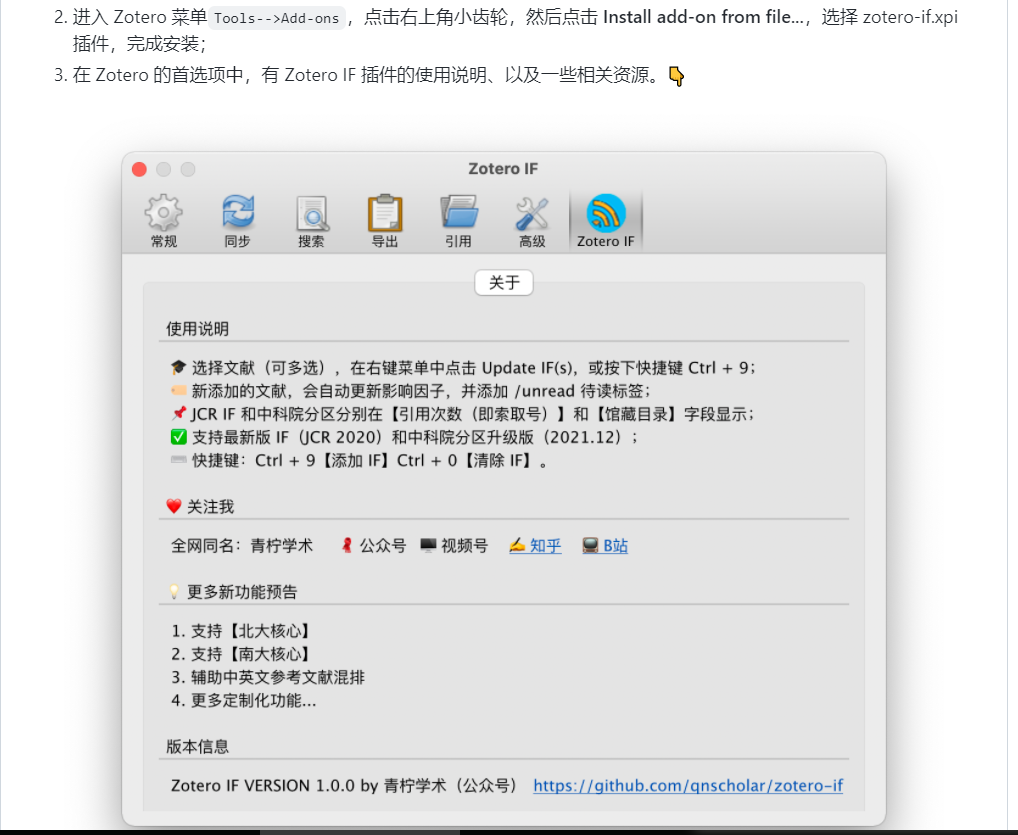 2. 进入 Zotero 菜单 Tools-->Add-ons ，点击右上角小齿轮，然后点击 Install add-on from file...，选择 zotero-if.xpi
插件，完成安装；
3. 在 Zotero 的首选项中，有 Zotero IF 插件的使用说明、以及一些相关资源。👇
Zotero IF
常规 同步 搜索 导出 引用 高级 Zotero IF
关于
使用说明
🎓 选择文献（可多选），在右键菜单中点击 Update IF(s)，或按下快捷键 Ctrl + 9；
🏷️ 新添加的文献，会自动更新影响因子，并添加 /unread 待读标签；
📌 JCR IF 和中科院分区分别在【引用次数（即索取号）】和【馆藏目录】字段显示；
✅ 支持最新版 IF（JCR 2020）和中科院分区升级版（2021.12）；
⌨️ 快捷键：Ctrl + 9【添加 IF】Ctrl + 0【清除 IF】。
❤️ 关注我
全网同名：青柠学术 公众号 🖥️ 视频号 ✍️ 知乎 📺 B站
💡 更多新功能预告
1. 支持【北大核心】
2. 支持【南大核心】
3. 辅助中英文参考文献混排
4. 更多定制化功能...
版本信息
Zotero IF VERSION 1.0.0 by 青柠学术（公众号） https://github.com/qnscholar/zotero-if